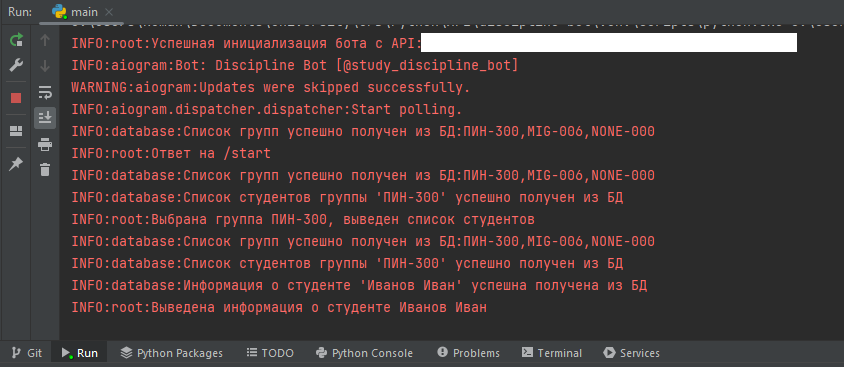 Run:
main
INFO:root:Успешная инициализация бота с API:
INFO:aiogram:Bot: Discipline Bot [@study_discipline_bot]
WARNING:aiogram:Updates were skipped successfully.
INFO:aiogram.dispatcher.dispatcher:Start polling.
INFO:database:Список групп успешно получен из БД:ПИН-300,MIG-006,NONE-000
INFO:root:Ответ на /start
INFO:database:Список групп успешно получен из БД:ПИН-300,MIG-006,NONE-000
INFO:database:Список студентов группы 'ПИН-300' успешно получен из БД
INFO:root:Выбрана группа ПИН-300, выведен список студентов
INFO:database:Список групп успешно получен из БД:ПИН-300,MIG-006,NONE-000
INFO:database:Список студентов группы 'ПИН-300' успешно получен из БД
INFO:database:Информация о студенте 'Иванов Иван' успешна получена из БД
INFO:root:Выведена информация о студенте Иванов Иван
Git Run Python Packages TODO Python Console Problems Terminal Services